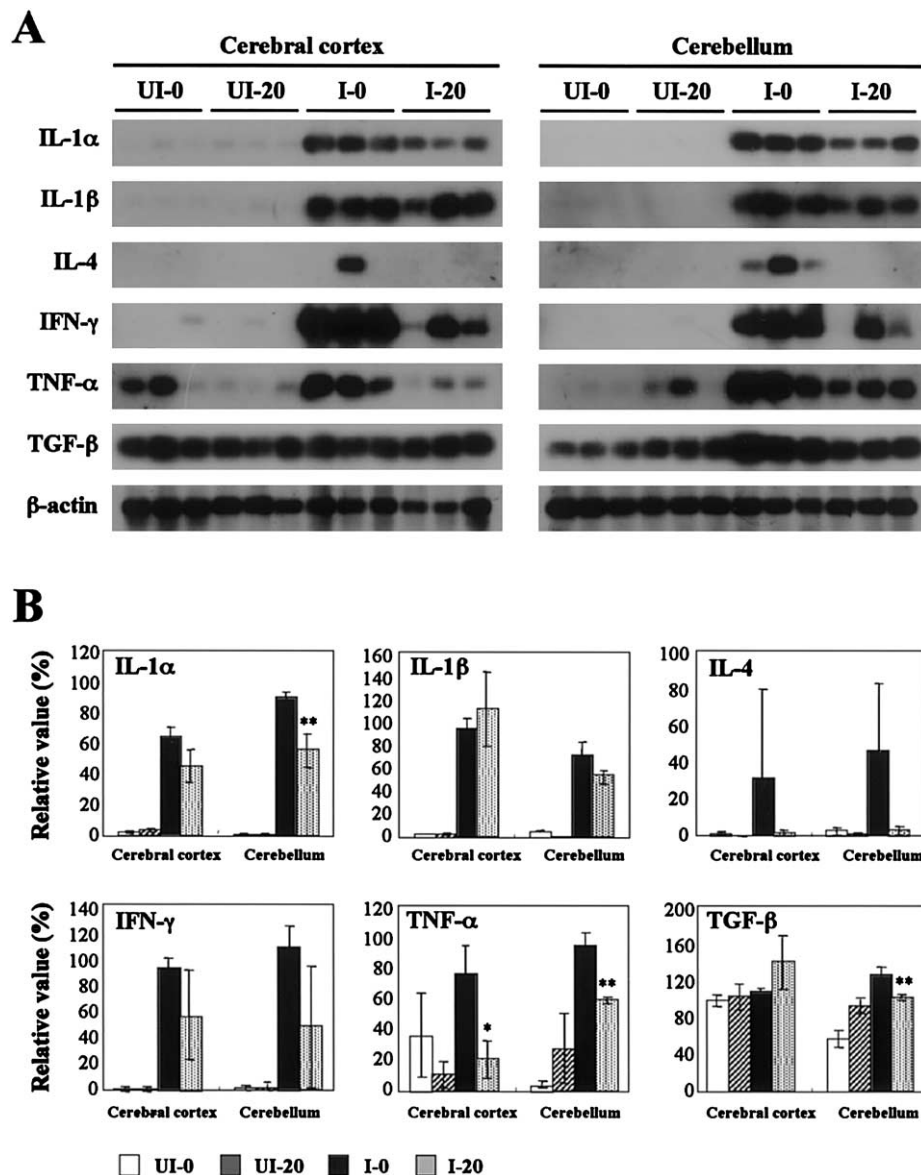 A
Cerebral cortex Cerebellum
UI-0 UI-20 I-0 I-20 UI-0 UI-20 I-0 I-20
IL-1α
IL-1β
IL-4
IFN-γ
TNF-α
TGF-β
β-actin
B
Relative value (%)
120
100
80
60
40
20
0
IL-1α
**
Cerebral cortex Cerebellum
160
140
120
100
80
60
40
20
0
IL-1β
Cerebral cortex Cerebellum
100
80
60
40
20
0
IL-4
Cerebral cortex Cerebellum
Relative value (%)
140
120
100
80
60
40
20
0
IFN-γ
Cerebral cortex Cerebellum
120
100
80
60
40
20
0
TNF-α
*
**
Cerebral cortex Cerebellum
200
160
120
80
40
0
TGF-β
**
Cerebral cortex Cerebellum
UI-0 UI-20 I-0 I-20